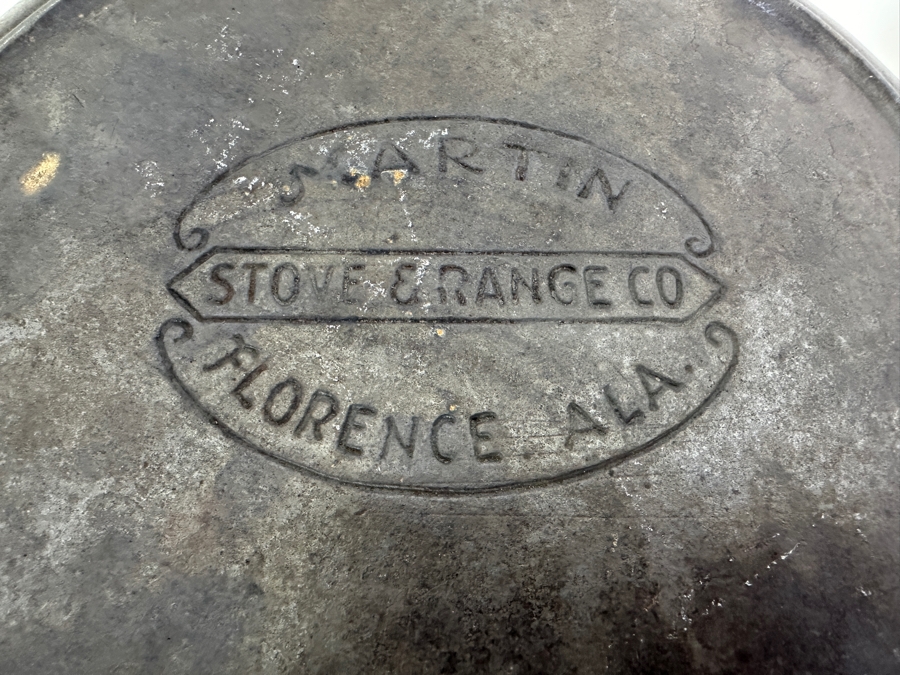 MARTIN
STOVE & RANGE CO
FLORENCE ALA.